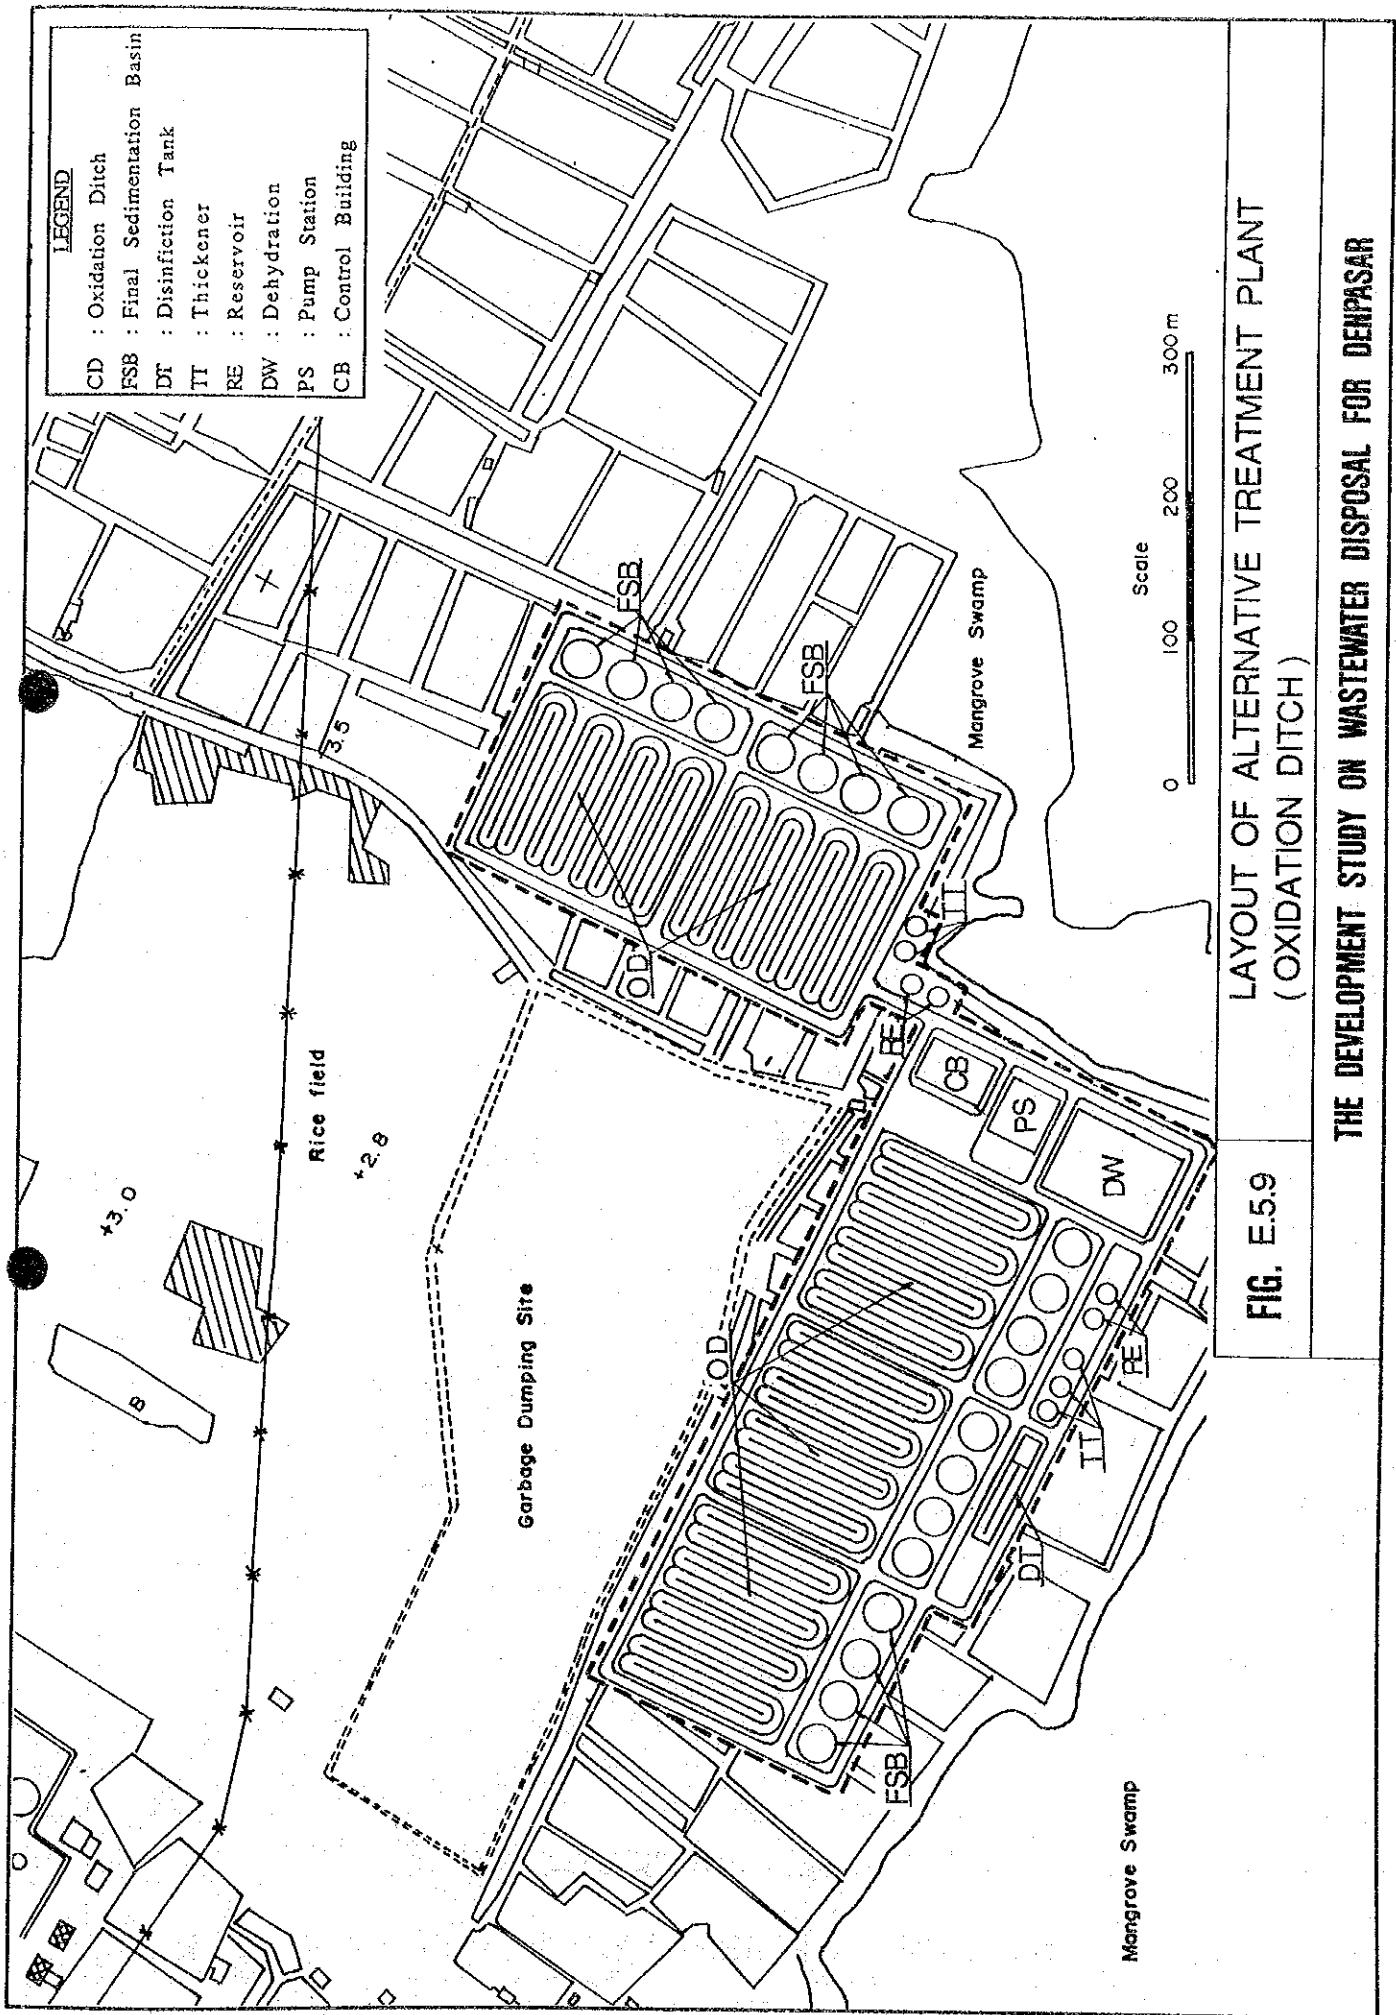 LEGEND
CD : Oxidation Ditch
FSB : Final Sedimentation Basin
DT : Disinfiction Tank
TT : Thickener
RE : Reservoir
DW : Dehydration
PS : Pump Station
CB : Control Building
3.5
+3.0
Rice field
+2.8
B
Garbage Dumping Site
FSB
FSB
OD
TT
RE
CB
PS
DW
OD
RE
TT
DT
FSB
Mangrove Swamp
Mangrove Swamp
Scale
0 100 200 300 m
FIG. E.5.9
LAYOUT OF ALTERNATIVE TREATMENT PLANT
( OXIDATION DITCH )
THE DEVELOPMENT STUDY ON WASTEWATER DISPOSAL FOR DENPASAR